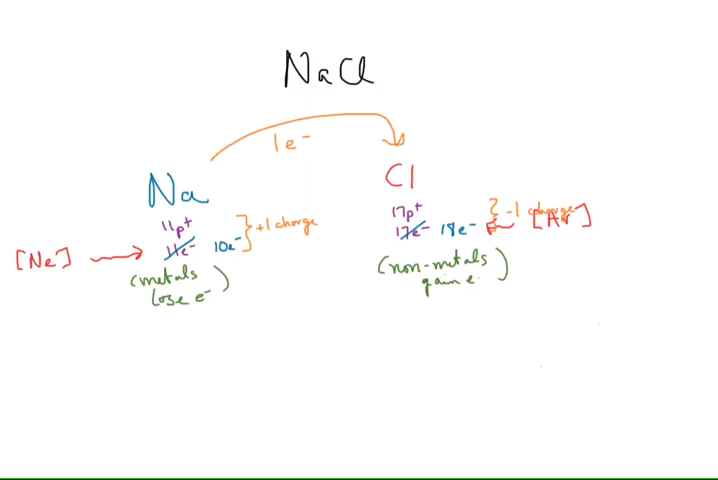 NaCl
1e⁻
Na
Cl
11p⁺
11e⁻ 10e⁻ +1 charge
17p⁺
17e⁻ 18e⁻ -1 charge
[Ne]
[Ar]
(metals
lose e⁻)
(non-metals
gain e⁻)